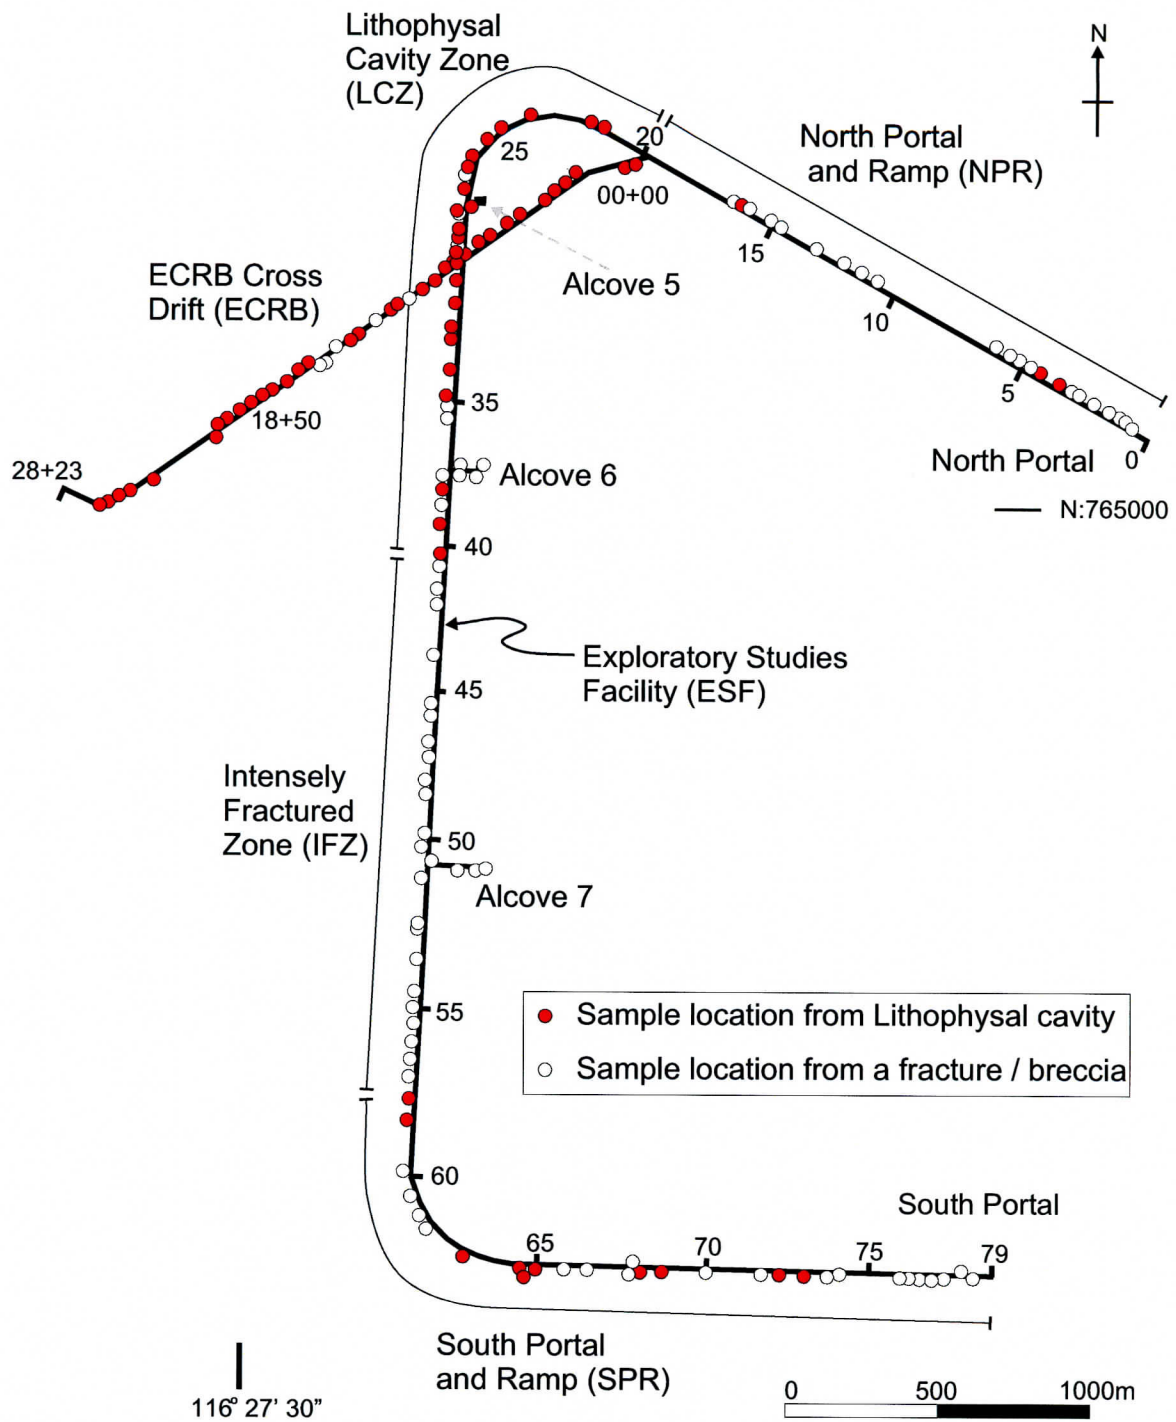 Lithophysal
Cavity Zone
(LCZ)
N
North Portal
and Ramp (NPR)
20
25
00+00
15
Alcove 5
ECRB Cross
Drift (ECRB)
10
5
35
18+50
28+23
Alcove 6
North Portal
0
N:765000
40
Exploratory Studies
Facility (ESF)
45
Intensely
Fractured
Zone (IFZ)
50
Alcove 7
Sample location from Lithophysal cavity
55
Sample location from a fracture / breccia
60
South Portal
65
70
75
79
South Portal
and Ramp (SPR)
116° 27' 30"
0
500
1000m